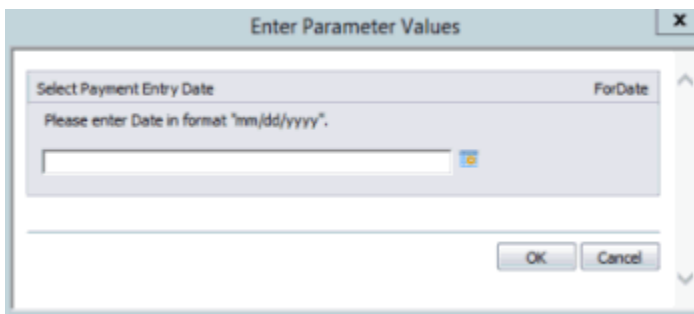 Enter Parameter Values
x
Select Payment Entry Date ForDate
Please enter Date in format "mm/dd/yyyy".
OK Cancel